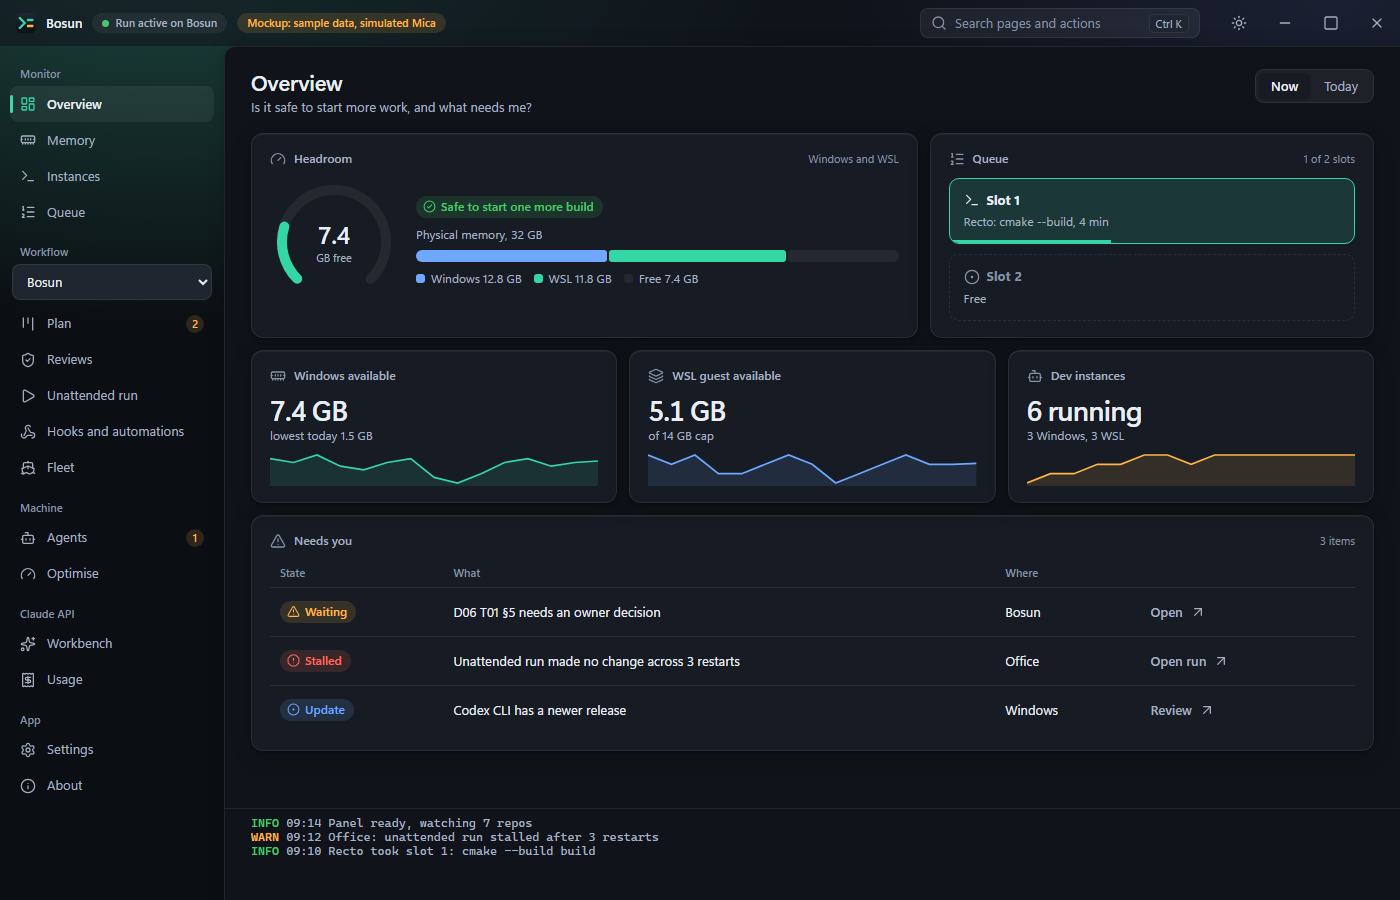 Bosun
Run active on Bosun
Mockup: sample data, simulated Mica
Search pages and actions
Ctrl K
Monitor
Overview
Memory
Instances
Queue
Workflow
Bosun
Plan
2
Reviews
Unattended run
Hooks and automations
Fleet
Machine
Agents
1
Optimise
Claude API
Workbench
Usage
App
Settings
About
Overview
Is it safe to start more work, and what needs me?
Now
Today
Headroom
Windows and WSL
7.4
GB free
Safe to start one more build
Physical memory, 32 GB
Windows 12.8 GB
WSL 11.8 GB
Free 7.4 GB
Queue
1 of 2 slots
Slot 1
Recto: cmake --build, 4 min
Slot 2
Free
Windows available
7.4 GB
lowest today 1.5 GB
WSL guest available
5.1 GB
of 14 GB cap
Dev instances
6 running
3 Windows, 3 WSL
Needs you
3 items
State What Where
Waiting D06 T01 §5 needs an owner decision Bosun Open
Stalled Unattended run made no change across 3 restarts Office Open run
Update Codex CLI has a newer release Windows Review
INFO 09:14 Panel ready, watching 7 repos
WARN 09:12 Office: unattended run stalled after 3 restarts
INFO 09:10 Recto took slot 1: cmake --build build